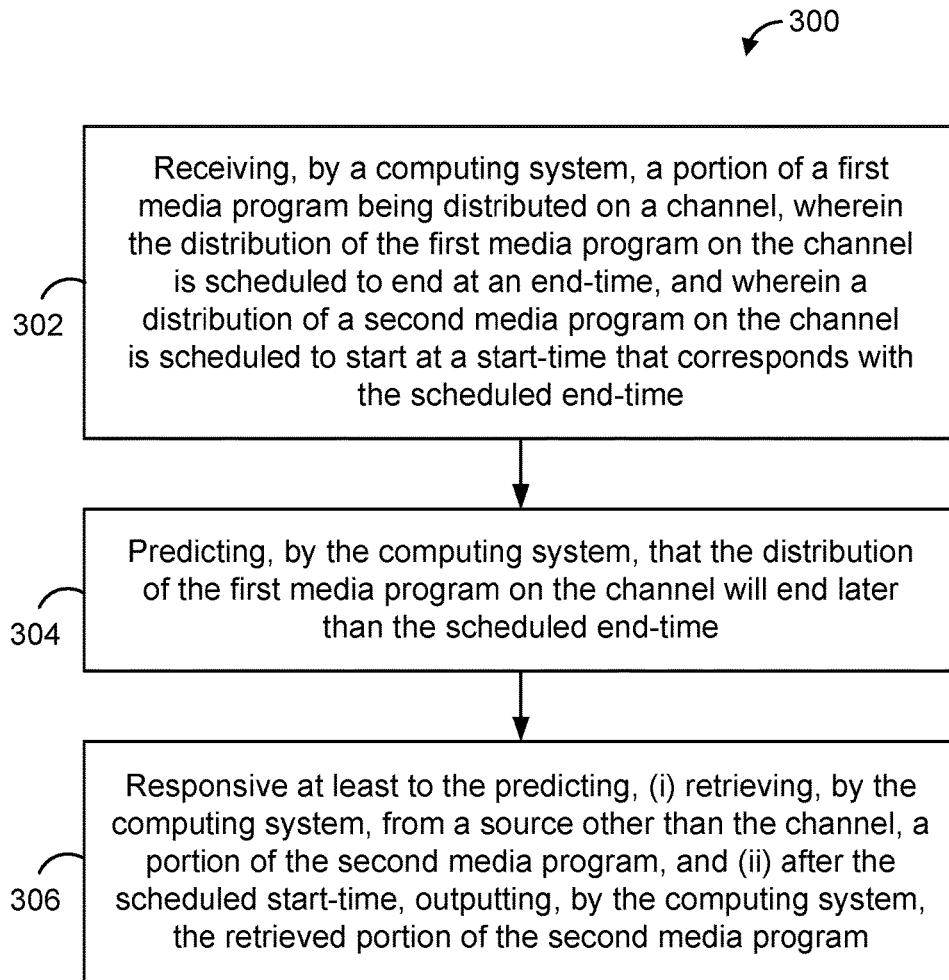 300
Receiving, by a computing system, a portion of a first
media program being distributed on a channel, wherein
the distribution of the first media program on the channel
is scheduled to end at an end-time, and wherein a
distribution of a second media program on the channel
is scheduled to start at a start-time that corresponds with
the scheduled end-time
302
Predicting, by the computing system, that the distribution
of the first media program on the channel will end later
than the scheduled end-time
304
Responsive at least to the predicting, (i) retrieving, by the
computing system, from a source other than the channel, a
portion of the second media program, and (ii) after the
scheduled start-time, outputting, by the computing system,
the retrieved portion of the second media program
306